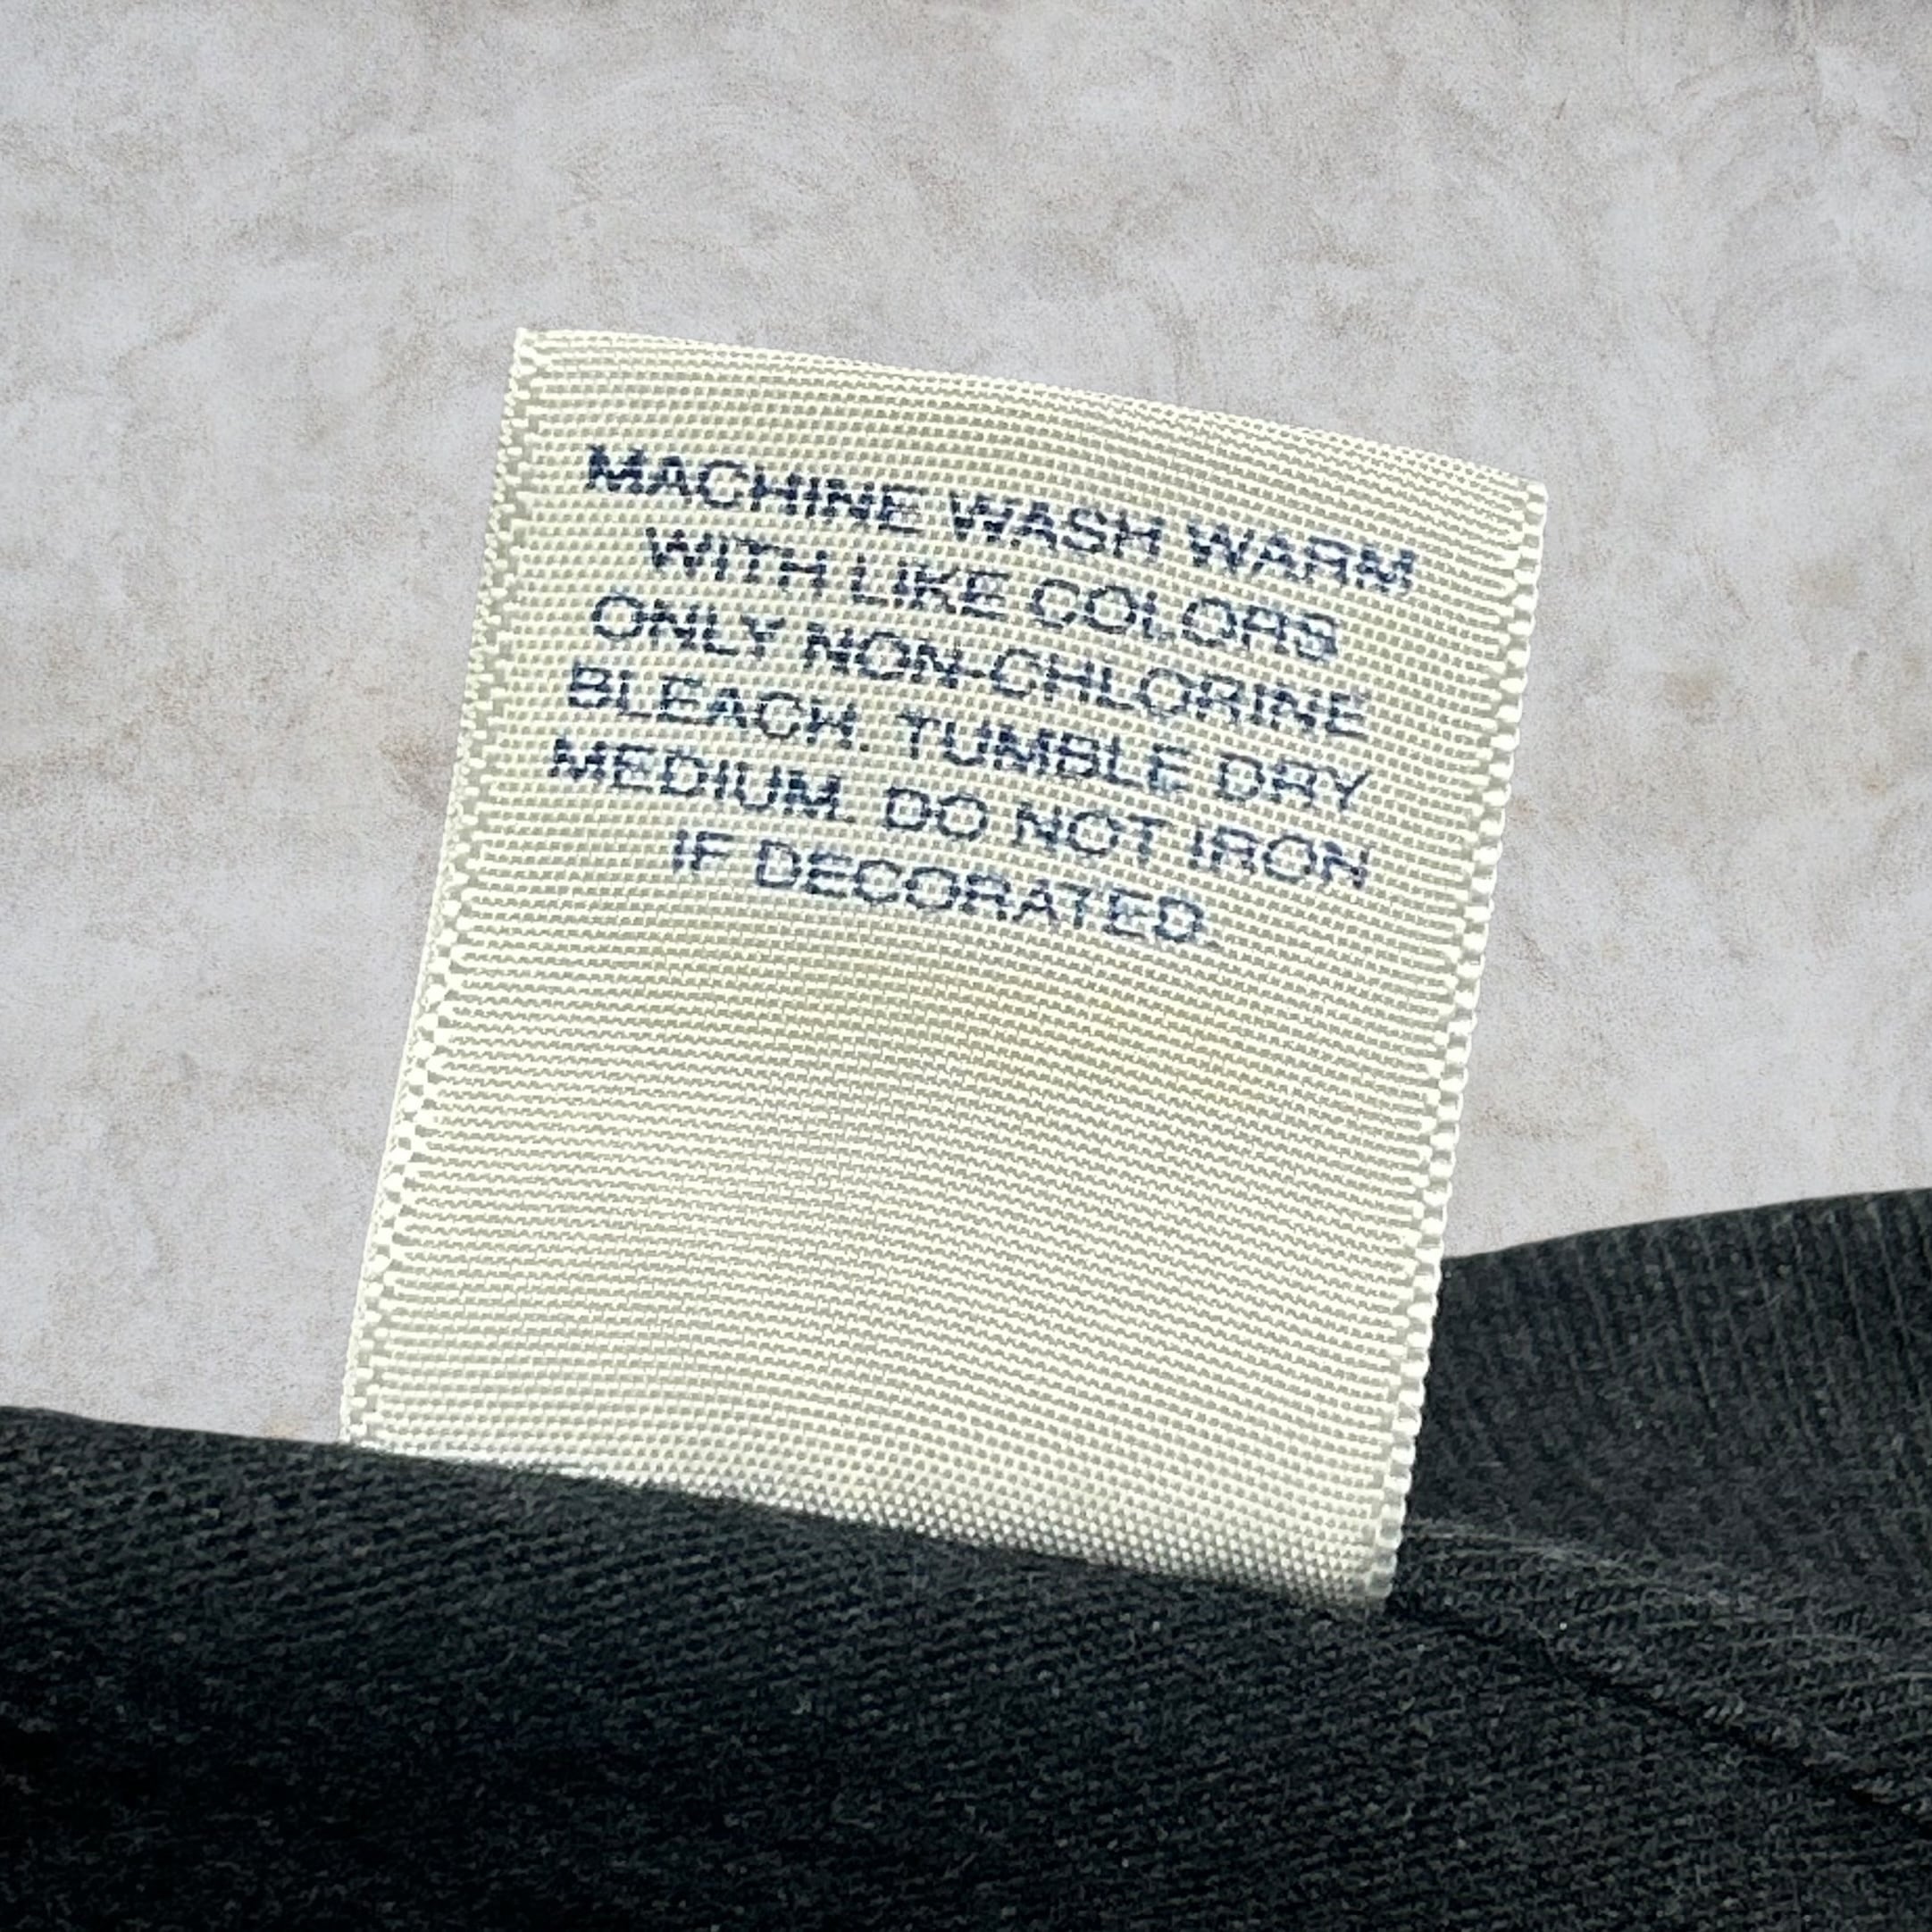 MACHINE WASH WARM
WITH LIKE COLORS
ONLY NON-CHLORINE
BLEACH. TUMBLE DRY
MEDIUM. DO NOT IRON
IF DECORATED.